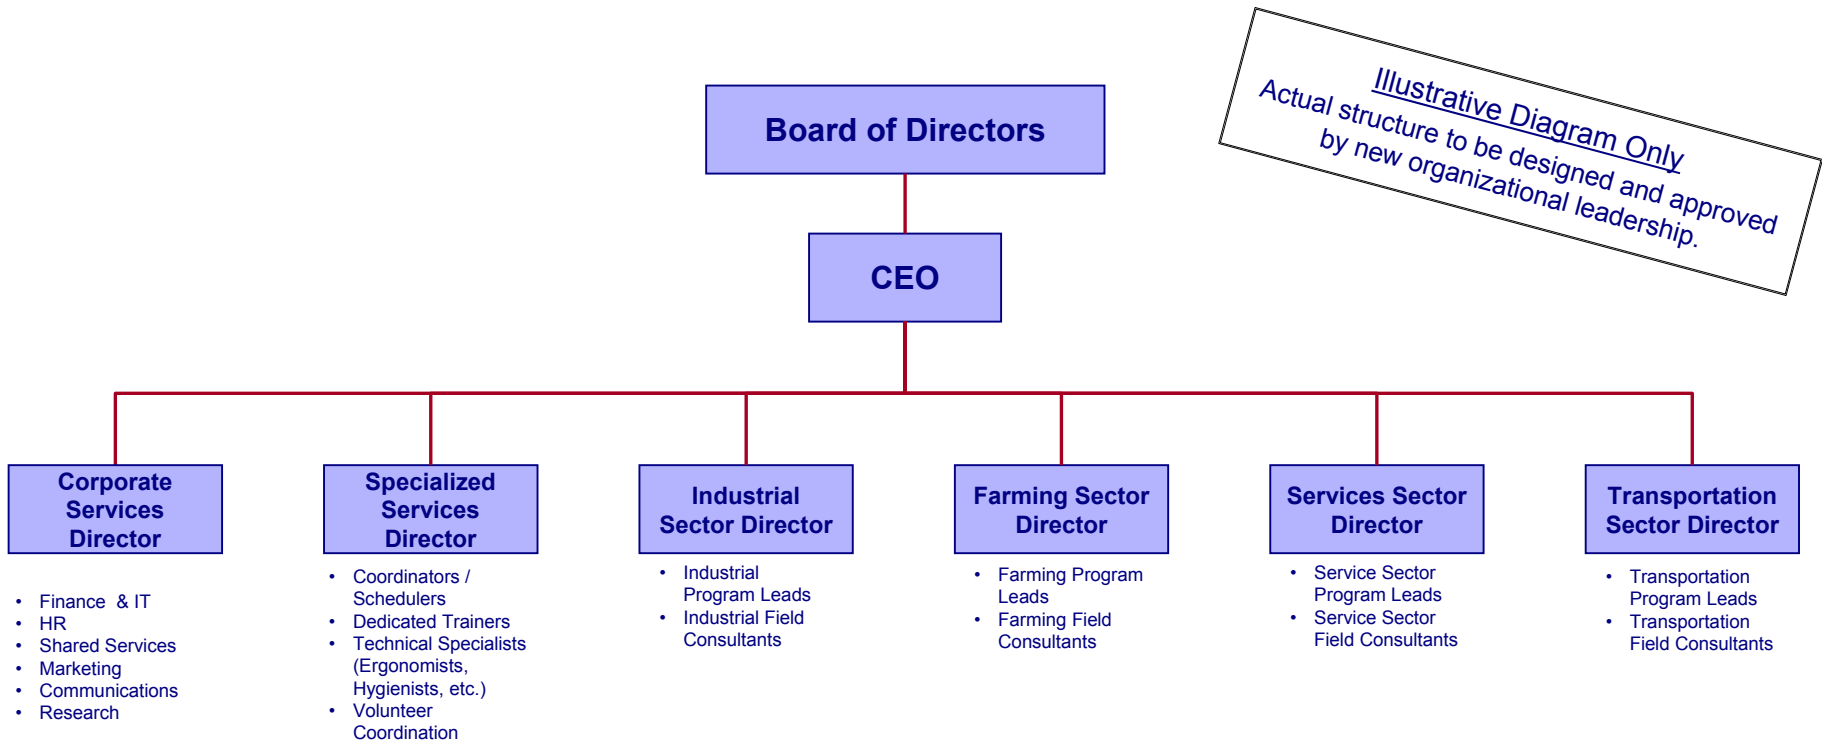 Illustrative Diagram Only
Actual structure to be designed and approved
by new organizational leadership.
Board of Directors
CEO
Corporate
Services
Director
• Finance & IT
• HR
• Shared Services
• Marketing
• Communications
• Research
Specialized
Services
Director
• Coordinators /
Schedulers
• Dedicated Trainers
• Technical Specialists
(Ergonomists,
Hygienists, etc.)
• Volunteer
Coordination
Industrial
Sector Director
• Industrial
Program Leads
• Industrial Field
Consultants
Farming Sector
Director
• Farming Program
Leads
• Farming Field
Consultants
Services Sector
Director
• Service Sector
Program Leads
• Service Sector
Field Consultants
Transportation
Sector Director
• Transportation
Program Leads
• Transportation
Field Consultants